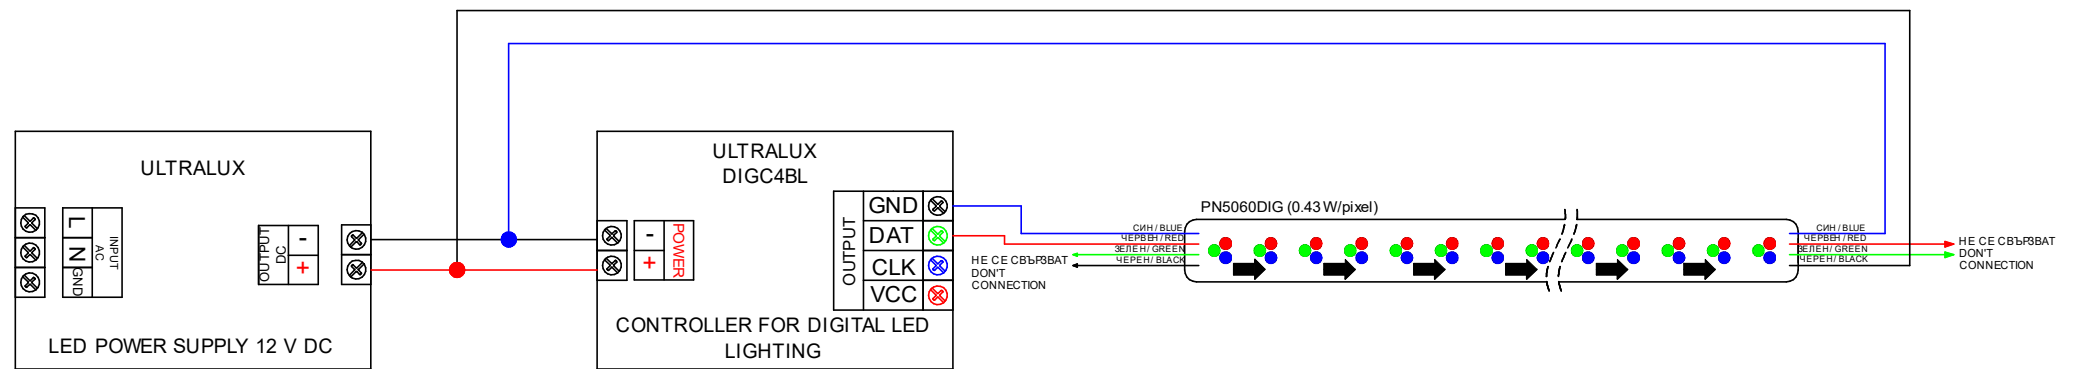 ULTRALUX
L
N
GND
INPUT
AC
OUTPUT
DC
-
+
LED POWER SUPPLY 12 V DC
ULTRALUX
DIGC4BL
-
+
POWER
OUTPUT
GND
DAT
CLK
VCC
CONTROLLER FOR DIGITAL LED
LIGHTING
PN5060DIG (0.43 W/pixel)
СИН / BLUE
ЧЕРВЕН / RED
ЗЕЛЕН / GREEN
ЧЕРЕН / BLACK
НЕ СЕ СВЪРЗВАТ
DON'T
CONNECTION
СИН / BLUE
ЧЕРВЕН / RED
ЗЕЛЕН / GREEN
ЧЕРЕН / BLACK
НЕ СЕ СВЪРЗВАТ
DON'T
CONNECTION